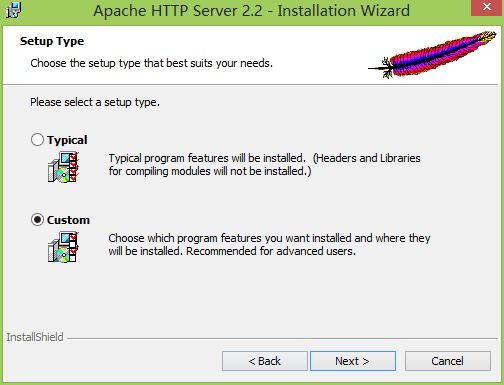 Apache HTTP Server 2.2 - Installation Wizard
Setup Type
Choose the setup type that best suits your needs.
Please select a setup type.
Typical
Typical program features will be installed. (Headers and Libraries
for compiling modules will not be installed.)
Custom
Choose which program features you want installed and where they
will be installed. Recommended for advanced users.
InstallShield
< Back
Next >
Cancel